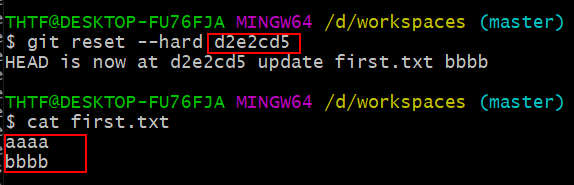 THTF@DESKTOP-FU76FJA MINGW64 /d/workspaces (master)
$ git reset --hard d2e2cd5
HEAD is now at d2e2cd5 update first.txt bbbb
THTF@DESKTOP-FU76FJA MINGW64 /d/workspaces (master)
$ cat first.txt
aaaa
bbbb